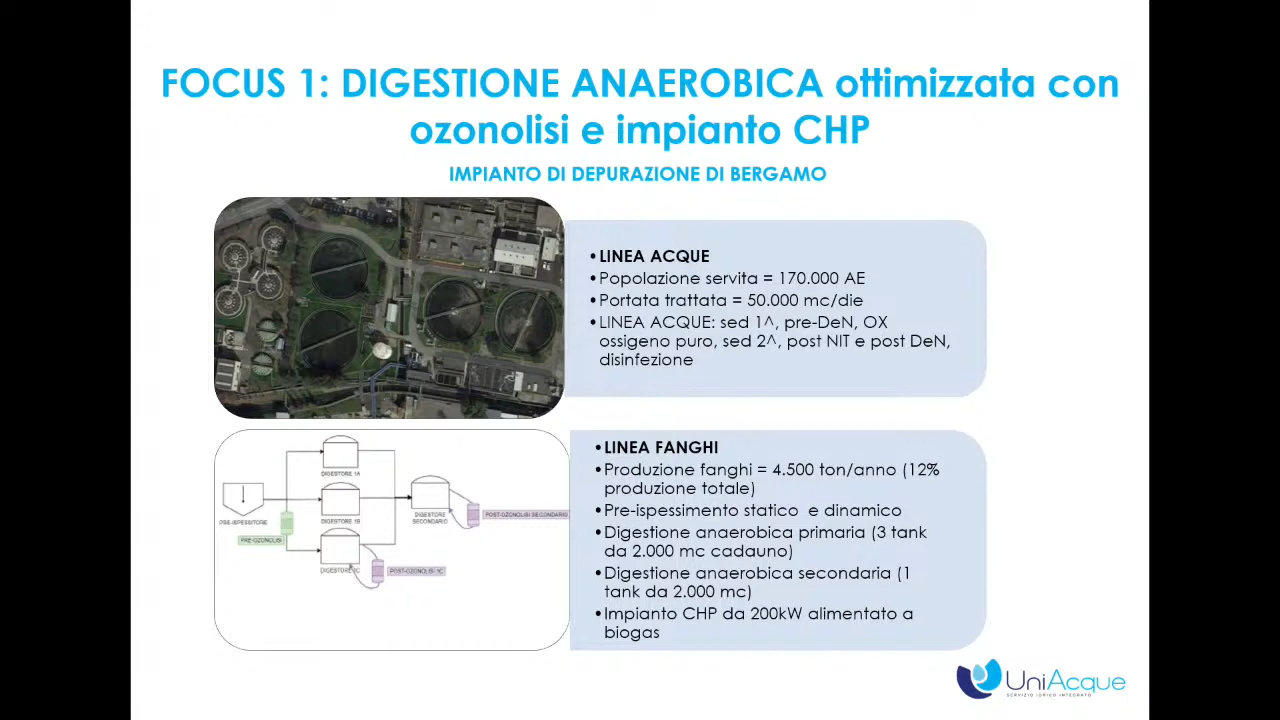 FOCUS 1: DIGESTIONE ANAEROBICA ottimizzata con
ozonolisi e impianto CHP
IMPIANTO DI DEPURAZIONE DI BERGAMO
•LINEA ACQUE
•Popolazione servita = 170.000 AE
•Portata trattata = 50.000 mc/die
•LINEA ACQUE: sed 1^, pre-DeN, OX
ossigeno puro, sed 2^, post NIT e post DeN,
disinfezione
DIGESTORE 1A
PRE-ISPESSITORE
DIGESTORE 1B
DIGESTORE
SECONDARIO
POST-OZONOLISI SECONDARIO
PRE-OZONOLISI
DIGESTORE 1C
POST-OZONOLISI 1C
•LINEA FANGHI
•Produzione fanghi = 4.500 ton/anno (12%
produzione totale)
•Pre-ispessimento statico e dinamico
•Digestione anaerobica primaria (3 tank
da 2.000 mc cadauno)
•Digestione anaerobica secondaria (1
tank da 2.000 mc)
•Impianto CHP da 200kW alimentato a
biogas
UniAcque
SERVIZIO IDRICO INTEGRATO